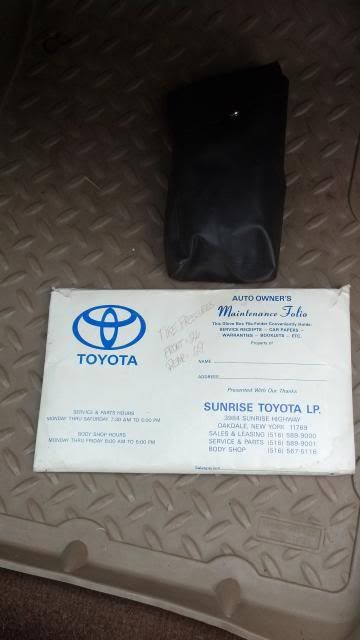 AUTO OWNER'S
Maintenance Folio
This Glove Box File-Folder Conveniently Holds:
SERVICE RECEIPTS — CAR PAPERS
WARRANTIES — BOOKLETS — ETC.
Property of
TOYOTA
TIRE PRESSURES
FRONT - 26
REAR - 29
NAME
ADDRESS
Presented With Our Thanks
SUNRISE TOYOTA LP.
3984 SUNRISE HIGHWAY
OAKDALE, NEW YORK 11769
SALES & LEASING (516) 589-9000
SERVICE & PARTS (516) 589-9001
BODY SHOP (516) 567-5116
SERVICE & PARTS HOURS
MONDAY THRU SATURDAY 7:30 AM TO 5:00 PM
BODY SHOP HOURS
MONDAY THRU FRIDAY 8:00 AM TO 5:00 PM